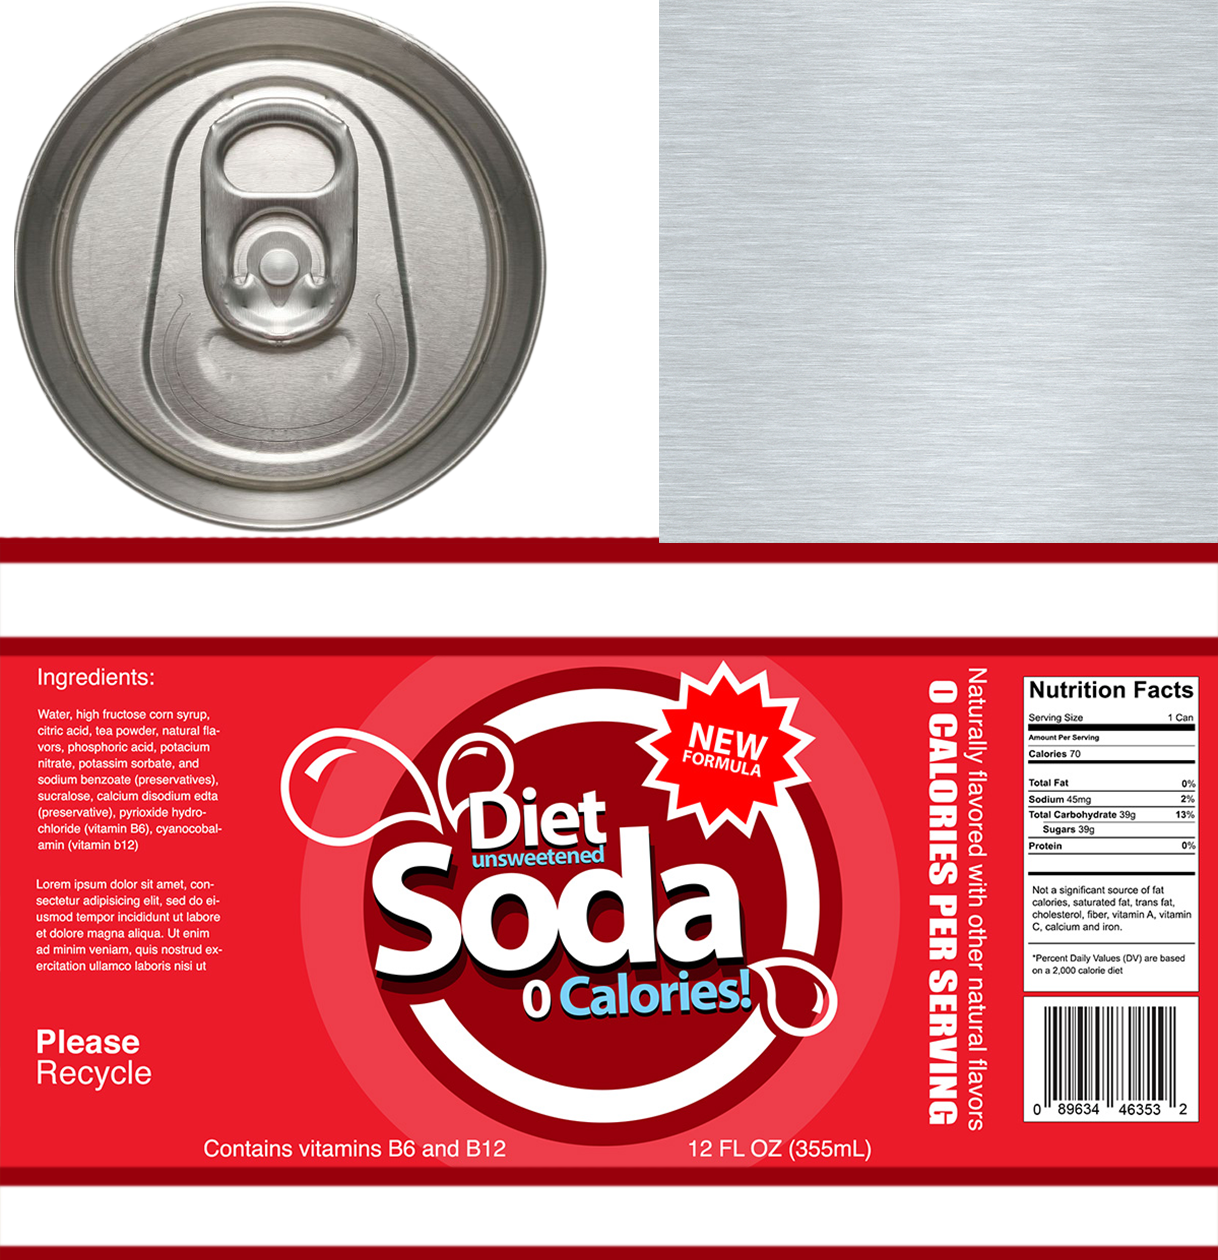 Ingredients:
Water, high fructose corn syrup,
citric acid, tea powder, natural fla-
vors, phosphoric acid, potacium
nitrate, potassim sorbate, and
sodium benzoate (preservatives),
sucralose, calcium disodium edta
(preservative), pyrioxide hydro-
chloride (vitamin B6), cyanocobal-
amin (vitamin b12)
Lorem ipsum dolor sit amet, con-
sectetur adipisicing elit, sed do ei-
usmod tempor incididunt ut labore
et dolore magna aliqua. Ut enim
ad minim veniam, quis nostrud ex-
ercitation ullamco laboris nisi ut
Please
Recycle
NEW
FORMULA
Diet
unsweetened
Soda
0 Calories!
Contains vitamins B6 and B12
12 FL OZ (355mL)
Naturally flavored with other natural flavors
0 CALORIES PER SERVING
Nutrition Facts
Serving Size 1 Can
Amount Per Serving
Calories 70
Total Fat 0%
Sodium 45mg 2%
Total Carbohydrate 39g 13%
Sugars 39g
Protein 0%
Not a significant source of fat
calories, saturated fat, trans fat,
cholesterol, fiber, vitamin A, vitamin
C, calcium and iron.
*Percent Daily Values (DV) are based
on a 2,000 calorie diet
0 89634 46353 2